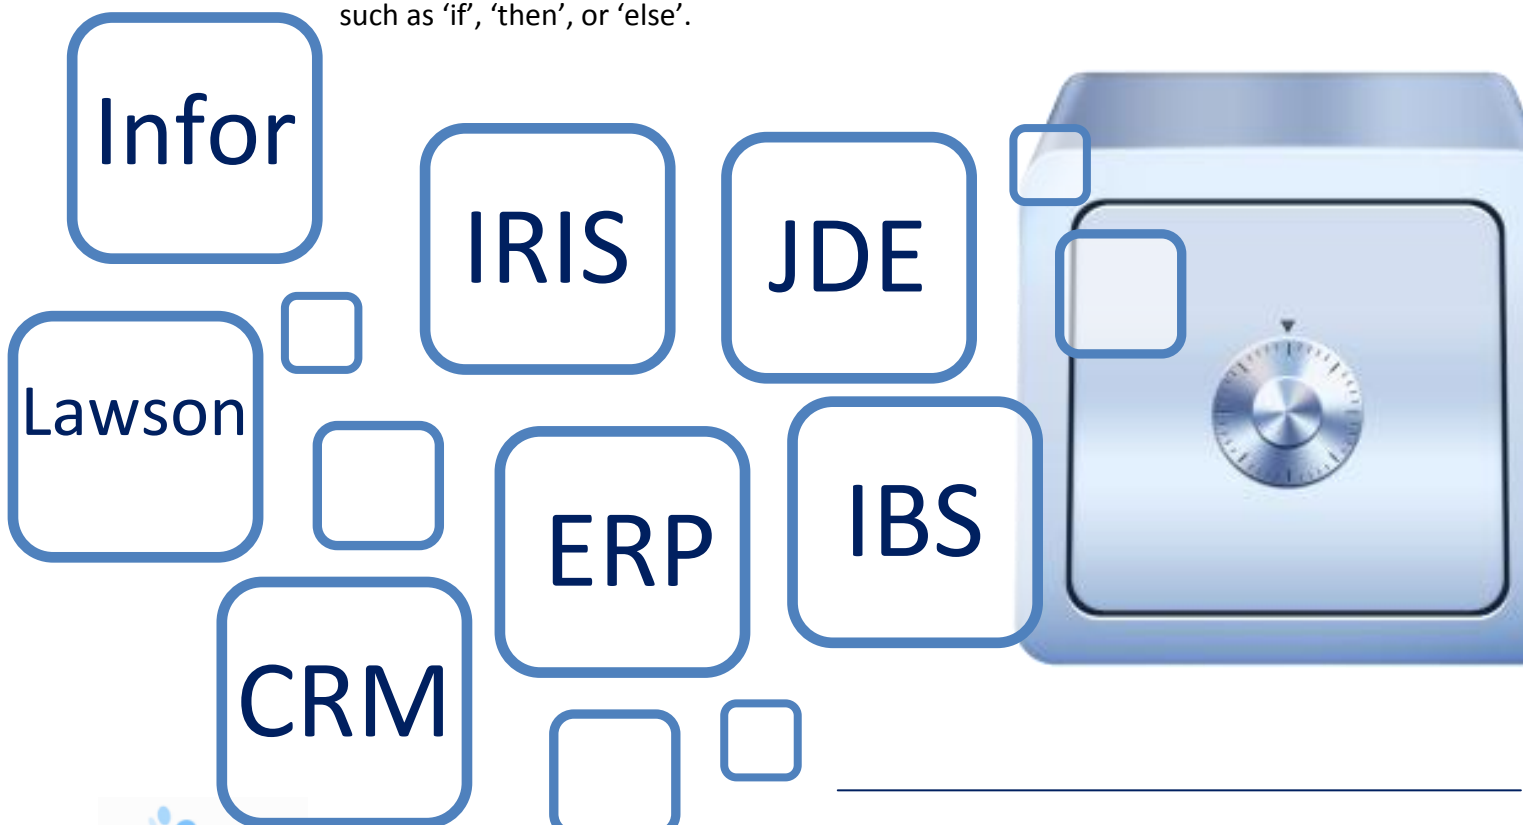 such as ‘if’, ‘then’, or ‘else’.
Infor
IRIS
JDE
Lawson
ERP
IBS
CRM